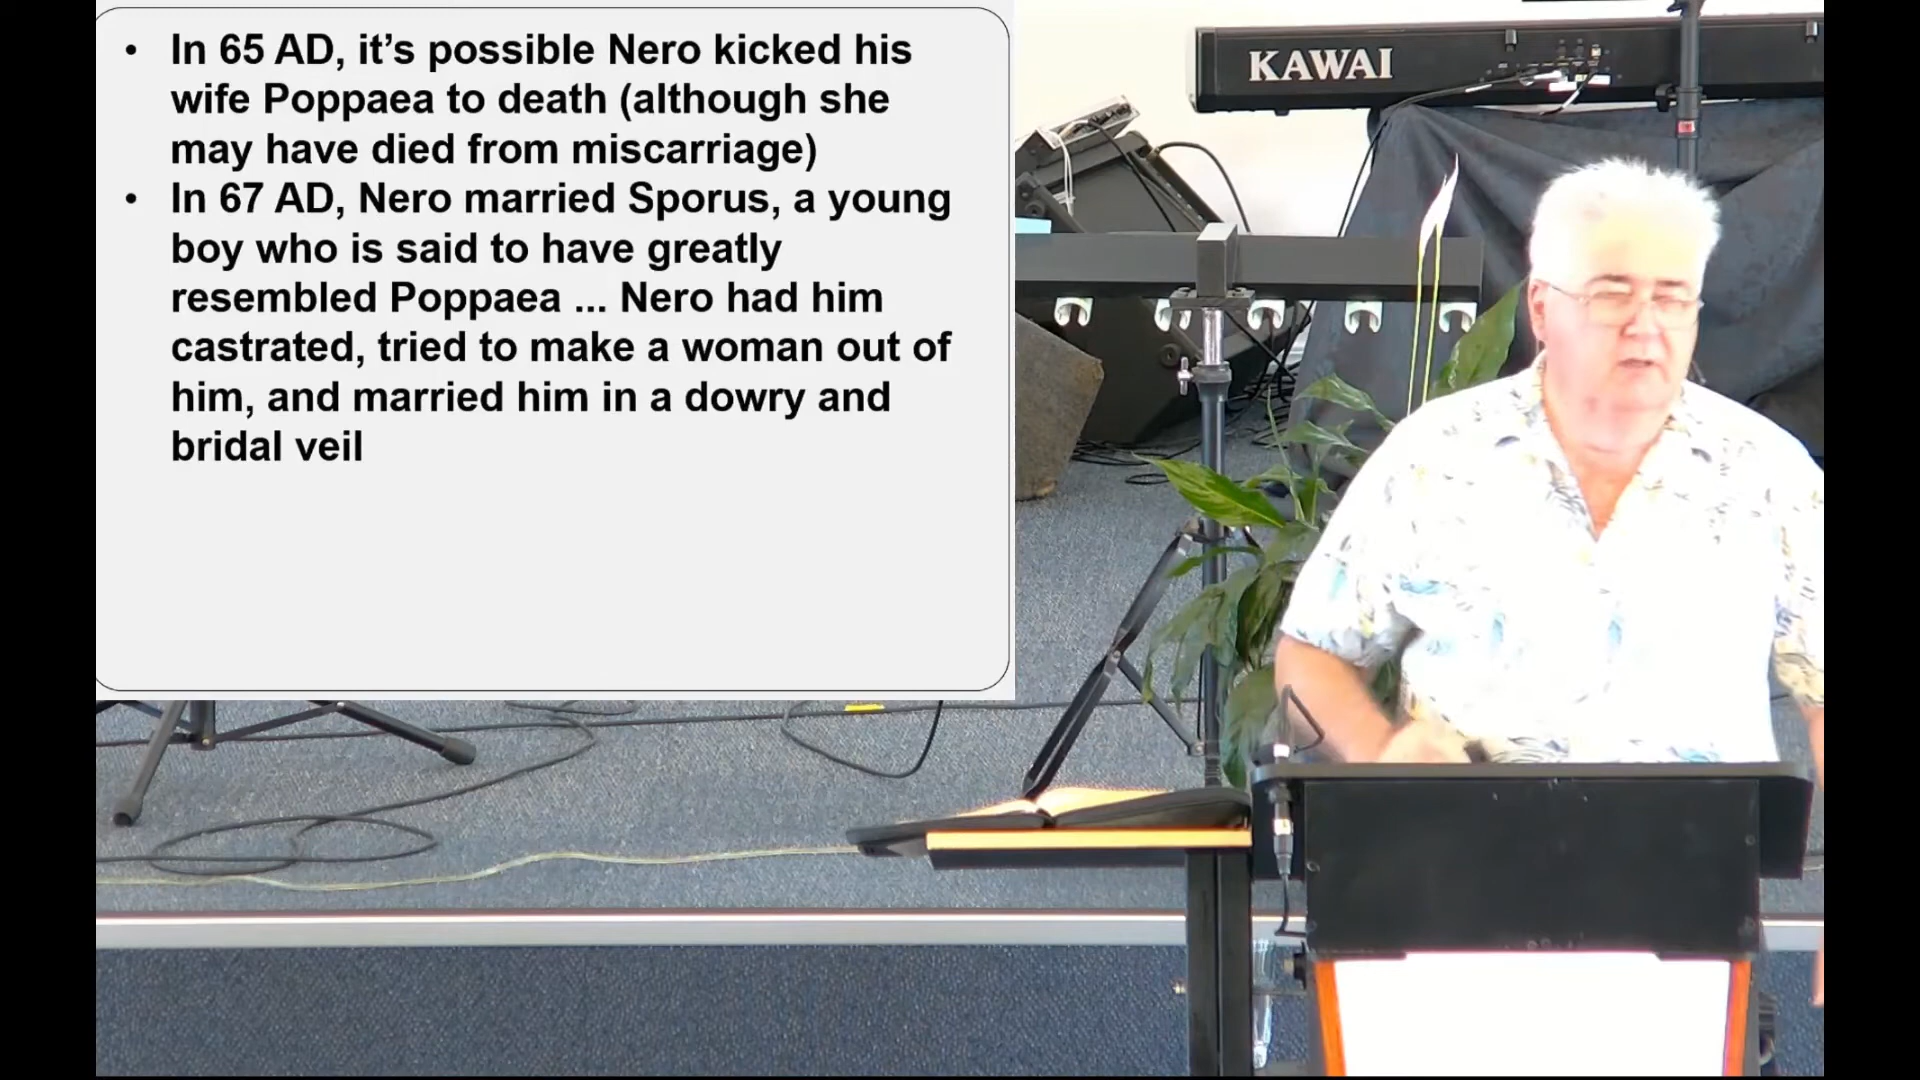 • In 65 AD, it’s possible Nero kicked his
wife Poppaea to death (although she
may have died from miscarriage)
• In 67 AD, Nero married Sporus, a young
boy who is said to have greatly
resembled Poppaea ... Nero had him
castrated, tried to make a woman out of
him, and married him in a dowry and
bridal veil
KAWAI